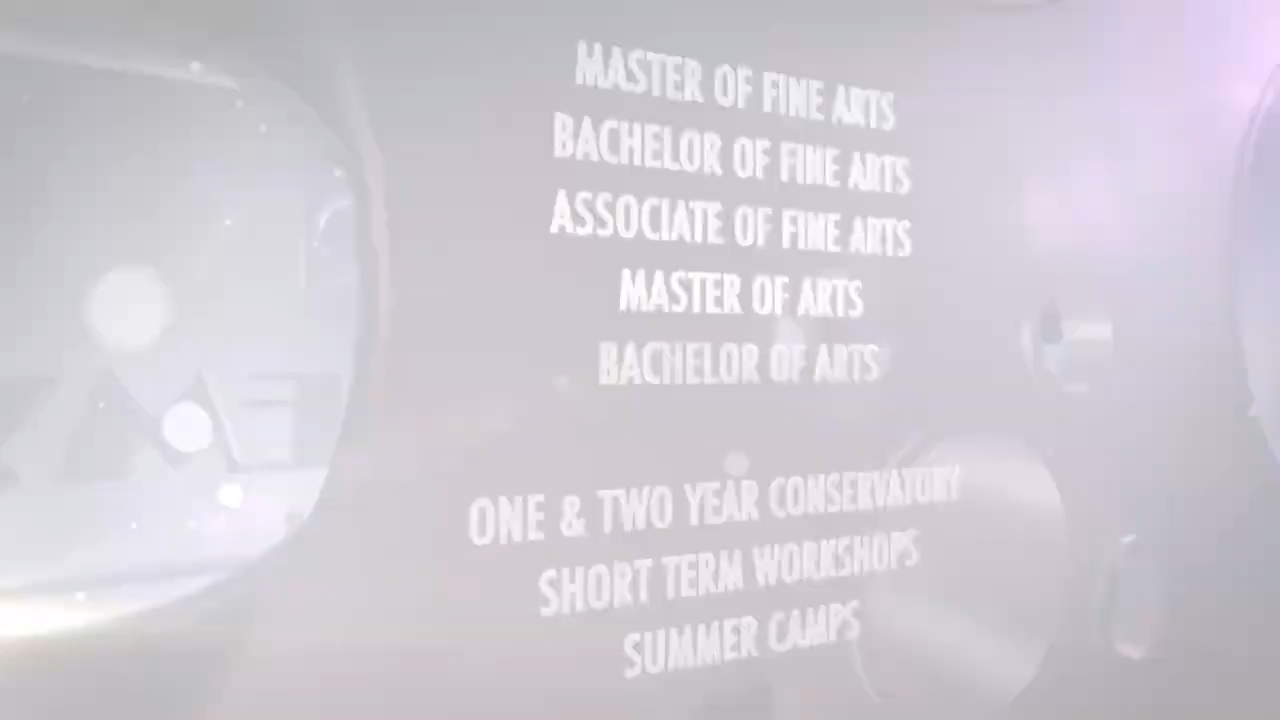 MASTER OF FINE ARTS
BACHELOR OF FINE ARTS
ASSOCIATE OF FINE ARTS
MASTER OF ARTS
BACHELOR OF ARTS
ONE & TWO YEAR CONSERVATORY
SHORT TERM WORKSHOPS
SUMMER CAMPS